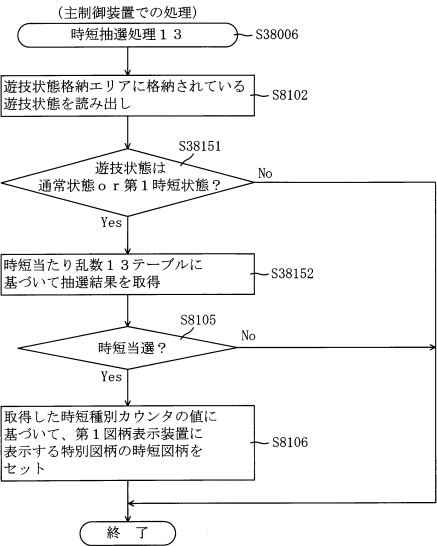 (主制御装置での処理)
時短抽選処理13
S38006
遊技状態格納エリアに格納されている
遊技状態を読み出し
S8102
S38151
遊技状態は
通常状態or第1時短状態?
No
Yes
時短当たり乱数13テーブルに
基づいて抽選結果を取得
S38152
S8105
時短当選?
No
Yes
取得した時短種別カウンタの値に
基づいて、第1図柄表示装置に
表示する特別図柄の時短図柄を
セット
S8106
終 了